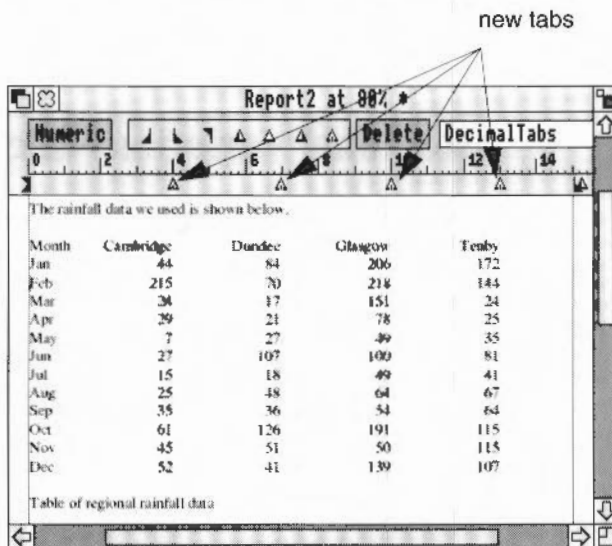 new tabs
Report2 at 80% *
Numeric Delete DecimalTabs
0 2 4 6 8 10 12 14
The rainfall data we used is shown below.
Month Cambridge Dundee Glasgow Tenby
Jan 44 84 206 172
Feb 215 70 218 144
Mar 24 17 151 24
Apr 29 21 78 25
May 7 27 49 35
Jun 27 107 100 81
Jul 15 18 49 41
Aug 25 48 64 67
Sep 35 36 54 64
Oct 61 126 191 115
Nov 45 51 50 115
Dec 52 41 139 107
Table of regional rainfall data